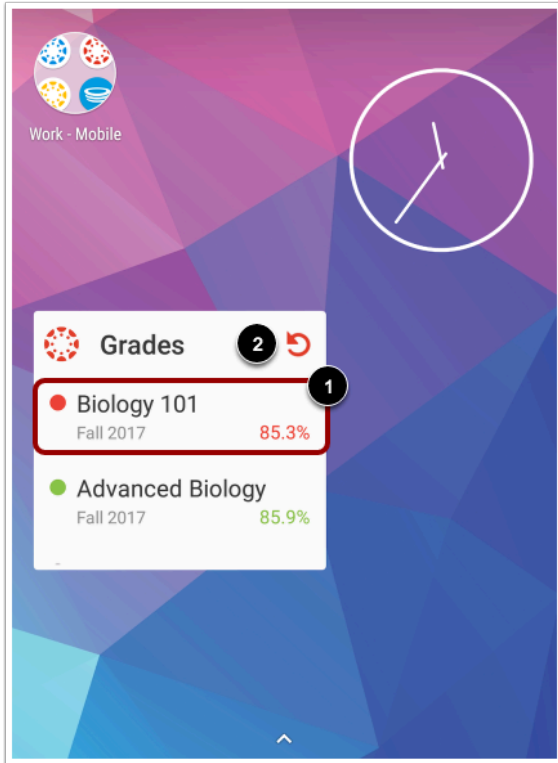 Work - Mobile
Grades
2
1
Biology 101
Fall 2017
85.3%
Advanced Biology
Fall 2017
85.9%